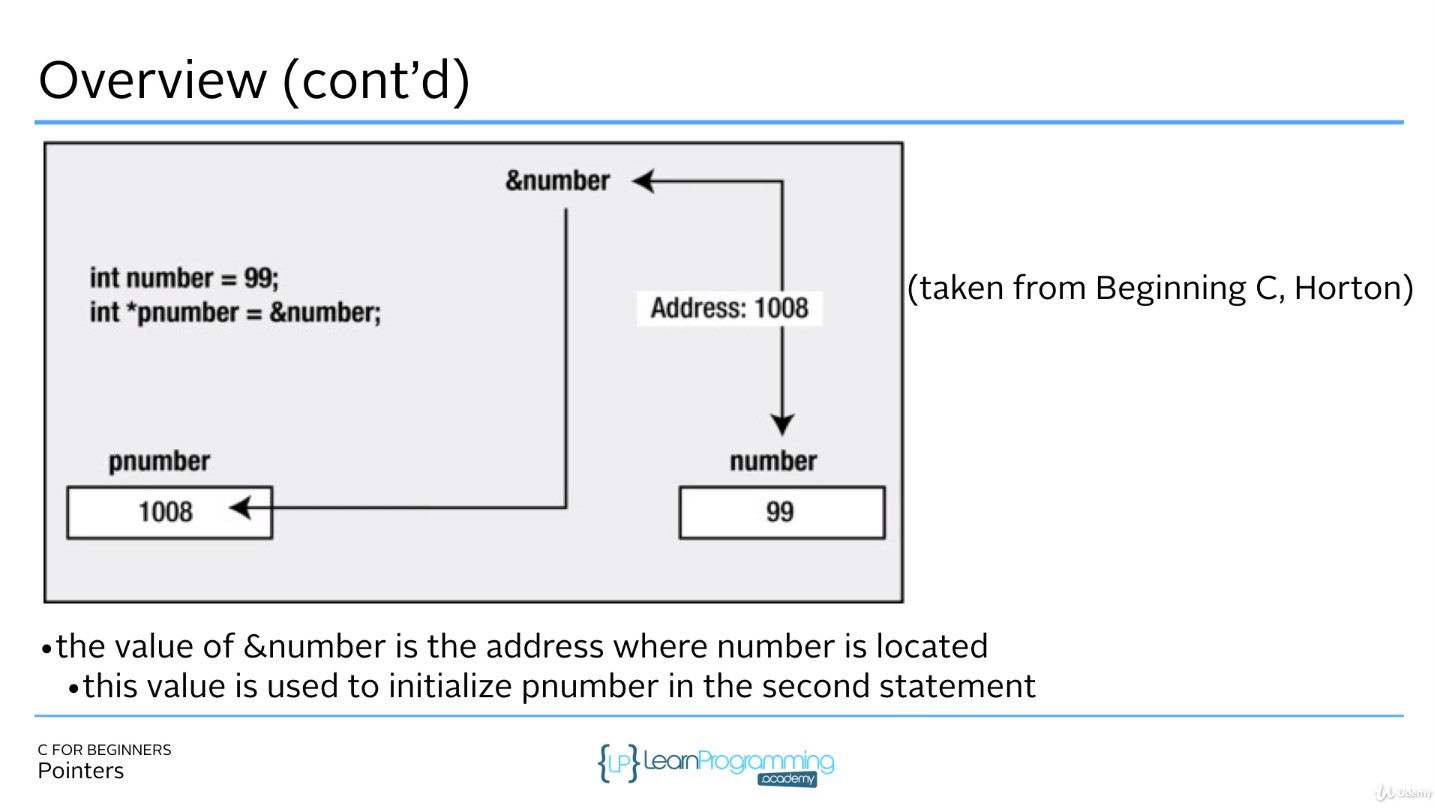 Overview (cont'd)
&number
int number = 99;
int *pnumber = &number;
Address: 1008
(taken from Beginning C, Horton)
pnumber
number
1008
99
•the value of &number is the address where number is located
•this value is used to initialize pnumber in the second statement
C FOR BEGINNERS
Pointers
{LP} LearnProgramming
.academy
Udemy